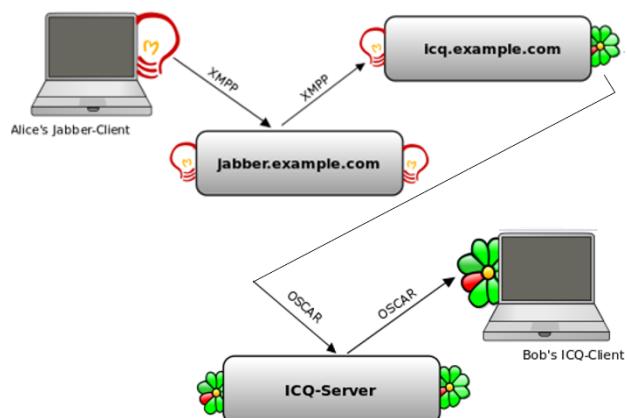 Icq.example.com
XMPP
XMPP
Alice's Jabber-Client
Jabber.example.com
OSCAR
OSCAR
Bob's ICQ-Client
ICQ-Server